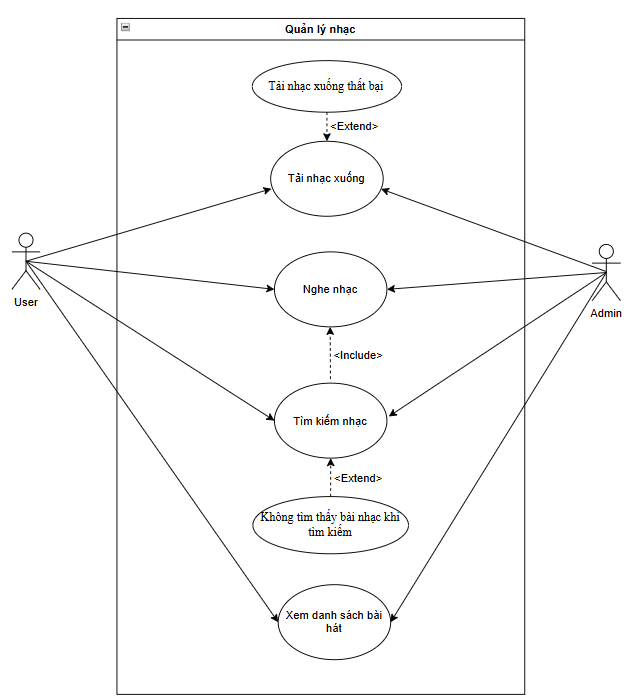 Quản lý nhạc
Tải nhạc xuống thất bại
<Extend>
Tải nhạc xuống
User
Admin
Nghe nhạc
<Include>
Tìm kiếm nhạc
<Extend>
Không tìm thấy bài nhạc khi
tìm kiếm
Xem danh sách bài
hát